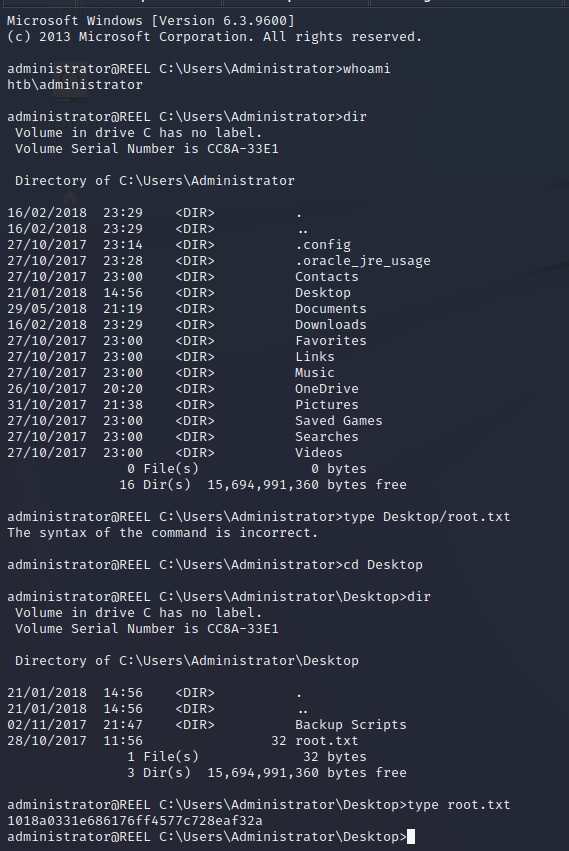 Microsoft Windows [Version 6.3.9600]
(c) 2013 Microsoft Corporation. All rights reserved.
administrator@REEL C:\Users\Administrator>whoami
htb\administrator
administrator@REEL C:\Users\Administrator>dir
 Volume in drive C has no label.
 Volume Serial Number is CC8A-33E1
 Directory of C:\Users\Administrator
16/02/2018  23:29    <DIR>          .
16/02/2018  23:29    <DIR>          ..
27/10/2017  23:14    <DIR>          .config
27/10/2017  23:28    <DIR>          .oracle_jre_usage
27/10/2017  23:00    <DIR>          Contacts
21/01/2018  14:56    <DIR>          Desktop
29/05/2018  21:19    <DIR>          Documents
16/02/2018  23:29    <DIR>          Downloads
27/10/2017  23:00    <DIR>          Favorites
27/10/2017  23:00    <DIR>          Links
27/10/2017  23:00    <DIR>          Music
26/10/2017  20:20    <DIR>          OneDrive
31/10/2017  21:38    <DIR>          Pictures
27/10/2017  23:00    <DIR>          Saved Games
27/10/2017  23:00    <DIR>          Searches
27/10/2017  23:00    <DIR>          Videos
               0 File(s)              0 bytes
              16 Dir(s)  15,694,991,360 bytes free
administrator@REEL C:\Users\Administrator>type Desktop/root.txt
The syntax of the command is incorrect.
administrator@REEL C:\Users\Administrator>cd Desktop
administrator@REEL C:\Users\Administrator\Desktop>dir
 Volume in drive C has no label.
 Volume Serial Number is CC8A-33E1
 Directory of C:\Users\Administrator\Desktop
21/01/2018  14:56    <DIR>          .
21/01/2018  14:56    <DIR>          ..
02/11/2017  21:47    <DIR>          Backup Scripts
28/10/2017  11:56                32 root.txt
               1 File(s)             32 bytes
               3 Dir(s)  15,694,991,360 bytes free
administrator@REEL C:\Users\Administrator\Desktop>type root.txt
1018a0331e686176ff4577c728eaf32a
administrator@REEL C:\Users\Administrator\Desktop>